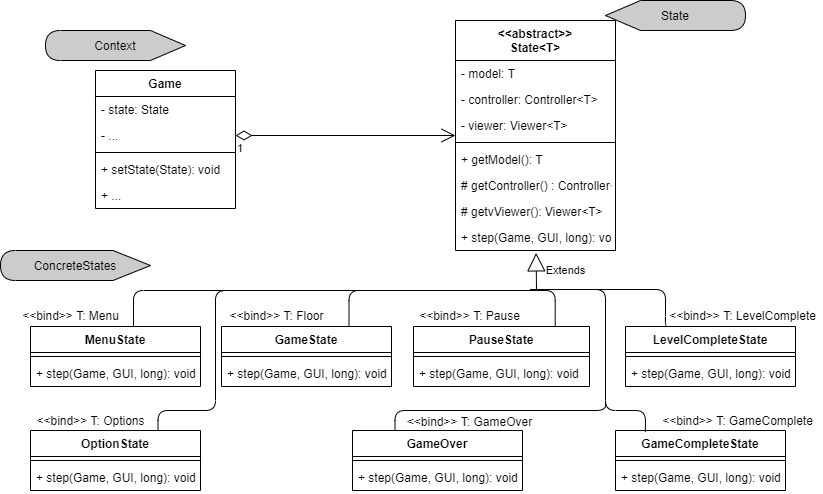 State
Context
<<abstract>>
State<T>
- model: T
- controller: Controller<T>
- viewer: Viewer<T>
+ getModel(): T
# getController() : Controller
# getvViewer(): Viewer<T>
+ step(Game, GUI, long): vo
Game
- state: State
- ...
+ setState(State): void
+ ...
1
ConcreteStates
Extends
<<bind>> T: Menu
<<bind>> T: Floor
<<bind>> T: Pause
<<bind>> T: LevelComplete
MenuState
+ step(Game, GUI, long): void
GameState
+ step(Game, GUI, long): void
PauseState
+ step(Game, GUI, long): void
LevelCompleteState
+ step(Game, GUI, long): void
<<bind>> T: Options
<<bind>> T: GameOver
<<bind>> T: GameComplete
OptionState
+ step(Game, GUI, long): void
GameOver
+ step(Game, GUI, long): void
GameCompleteState
+ step(Game, GUI, long): void